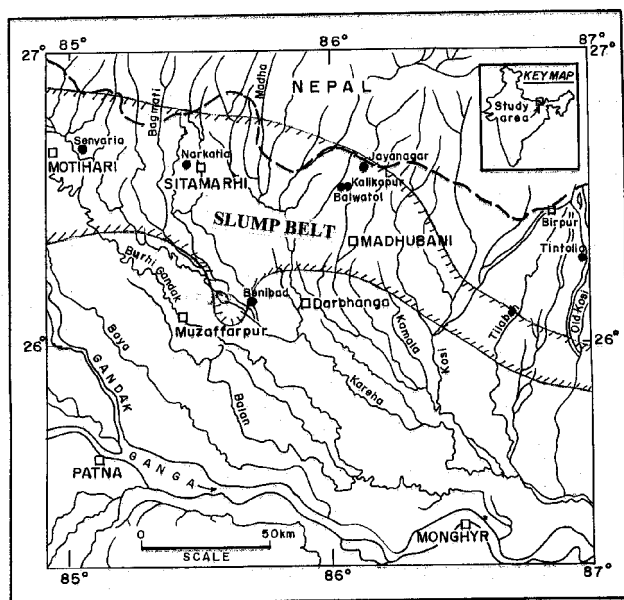 85° 86° 87°
27° 27°
NEPAL
KEY MAP
Study
area
Bagmati
Madha
Senvaria
MOTIHARI
Narkatia
SITAMARHI
Jayanagar
Kalikapur
Balwatol
SLUMP BELT
MADHUBANI
Birpur
Tintolia
Burhi Gandak
Benibad
Darbhanga
Muzaffarpur
Kamala
Kosi
Tilabe
Old Kosi
26° 26°
Baya
GANDAK
Balan
Kareha
PATNA
GANGA
MONGHYR
0 50km
SCALE
85° 86° 87°